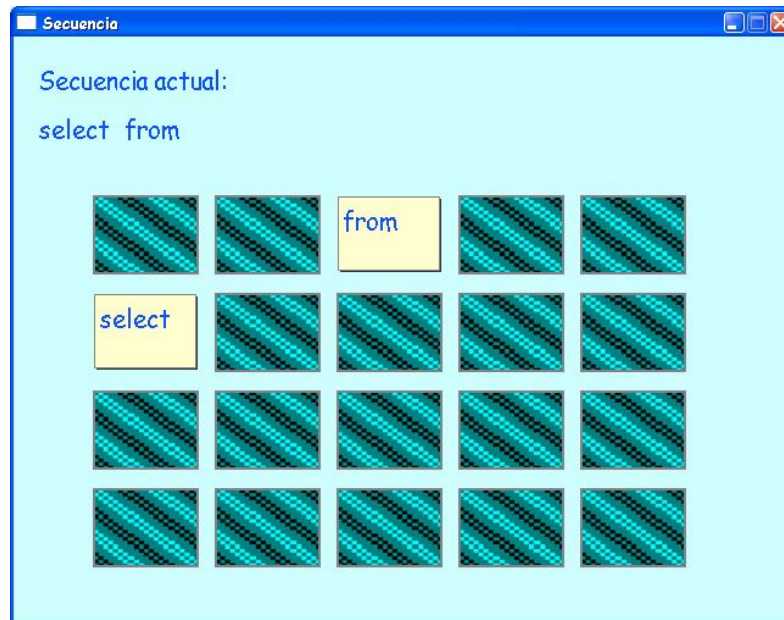 Secuencia
Secuencia actual:
select from
from
select